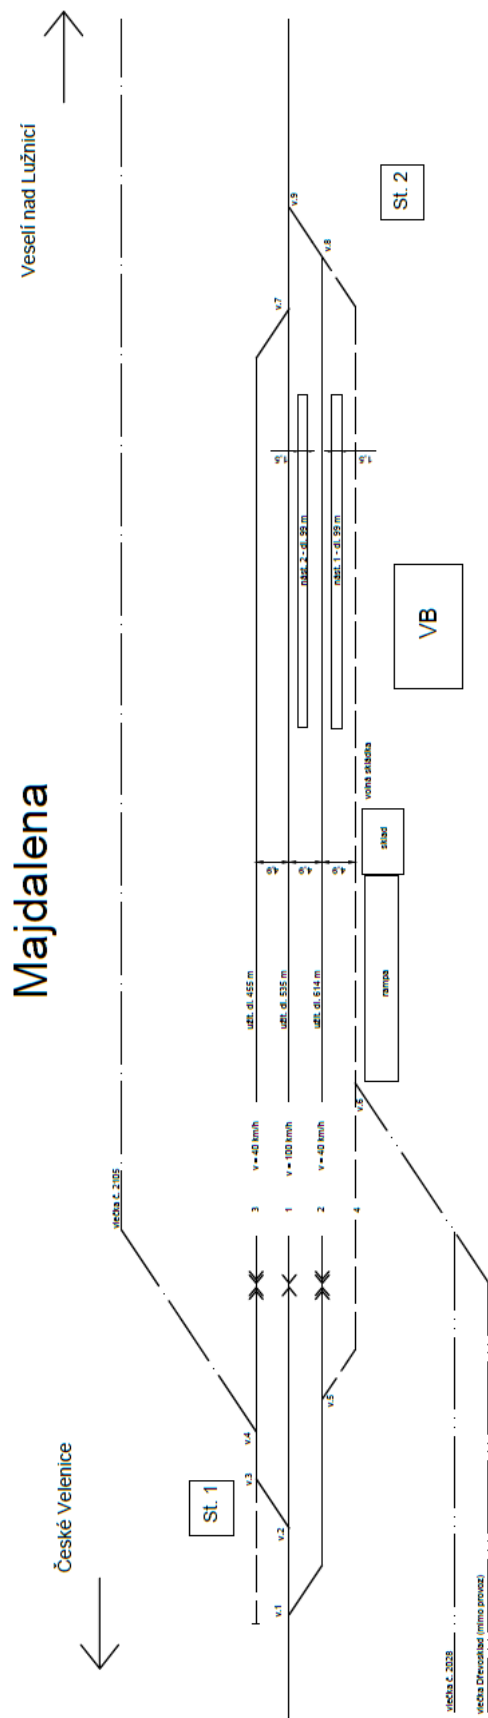 Majdalena
České Velenice
Veselí nad Lužnicí
St. 1
St. 2
vlečka č. 2105
v.1
v.2
v.3
v.4
v.5
v.6
v.7
v.8
v.9
3
1
2
4
v = 40 km/h
v = 100 km/h
v = 40 km/h
užit. dl. 455 m
užit. dl. 535 m
užit. dl. 614 m
nást. 2 - dl. 99 m
nást. 1 - dl. 99 m
volná skládka
sklad
rampa
VB
vlečka č. 2028
vlečka Dřevosklad (mimo provoz)